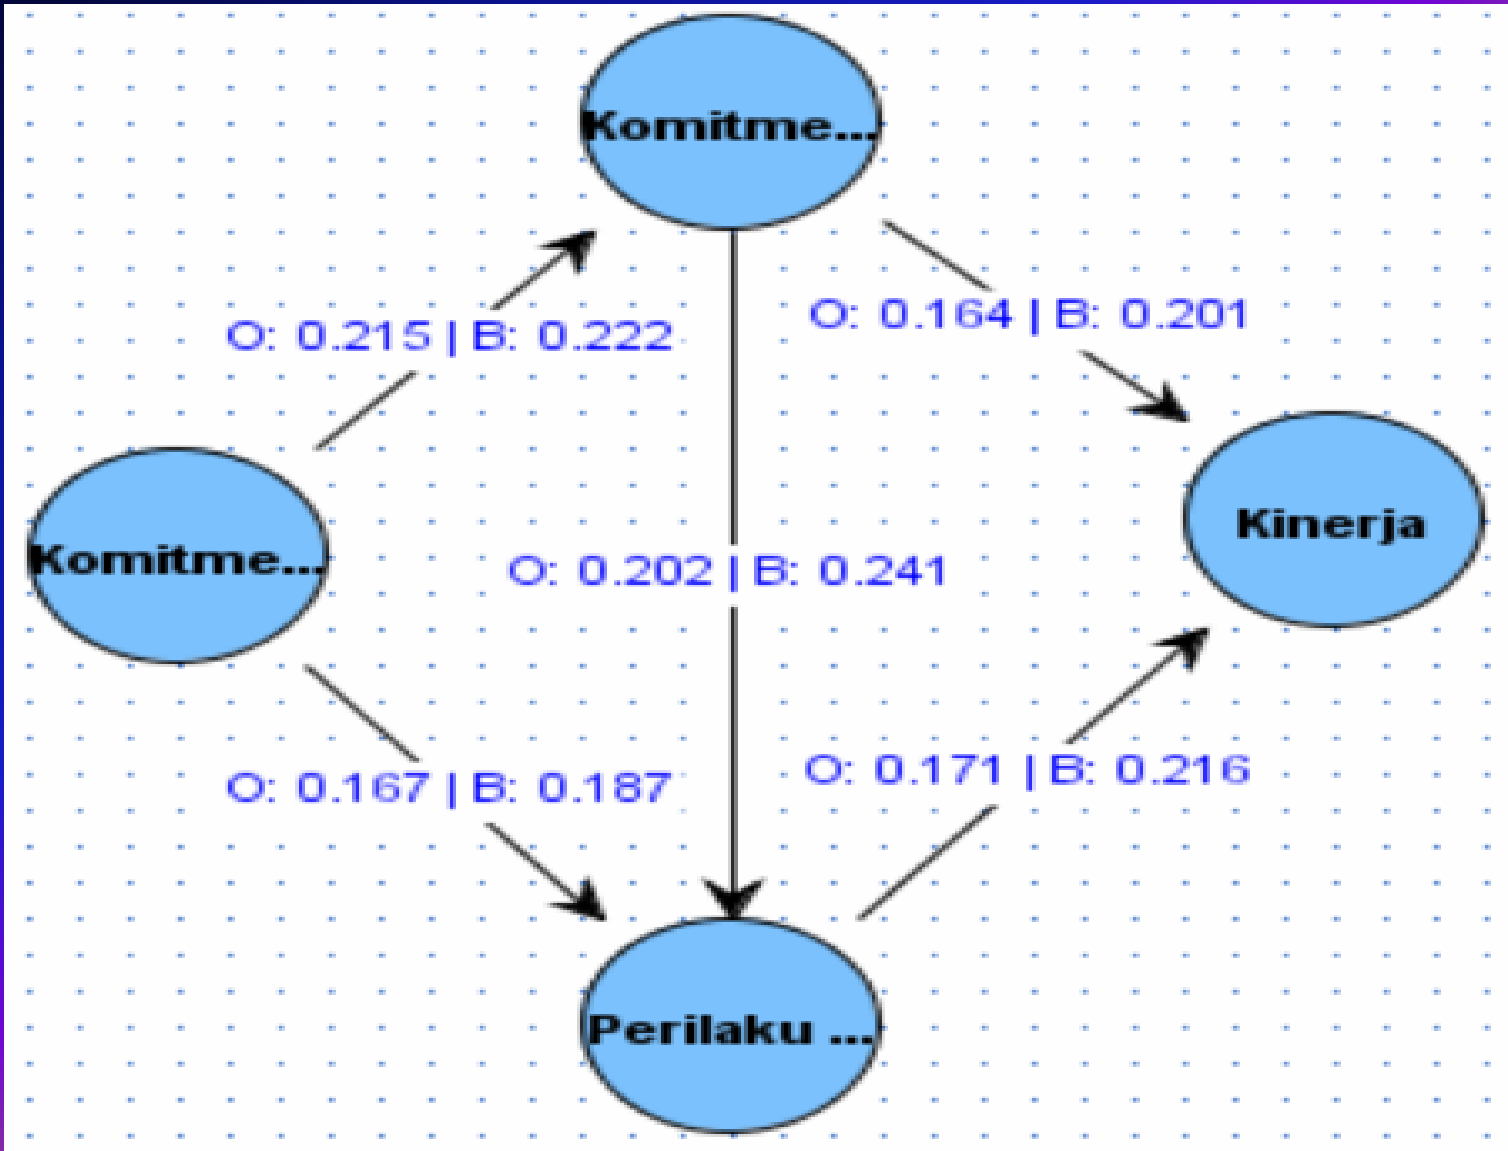 Komitme...
O: 0.164 | B: 0.201
O: 0.215 | B: 0.222
Kinerja
Komitme...
O: 0.202 | B: 0.241
O: 0.171 | B: 0.216
O: 0.167 | B: 0.187
Perilaku ...